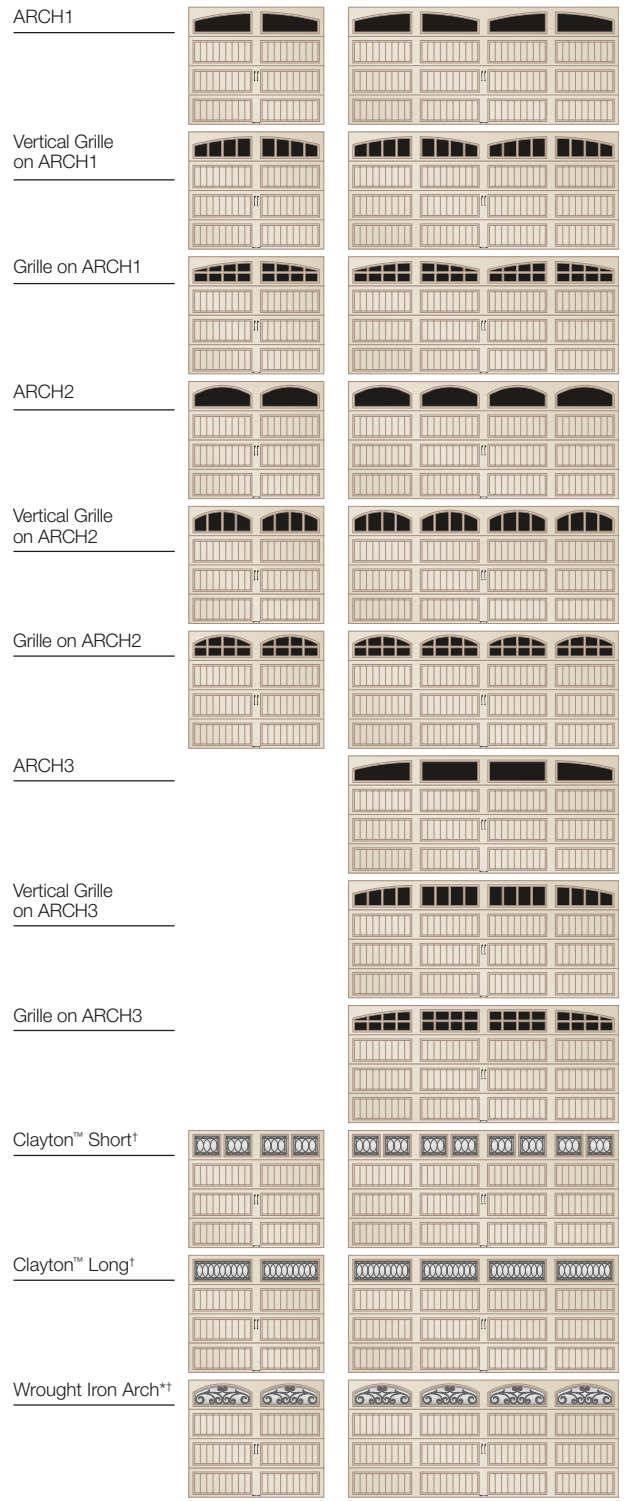 ARCH1
Vertical Grille
on ARCH1
Grille on ARCH1
ARCH2
Vertical Grille
on ARCH2
Grille on ARCH2
ARCH3
Vertical Grille
on ARCH3
Grille on ARCH3
Clayton™ Short†
Clayton™ Long†
Wrought Iron Arch*†